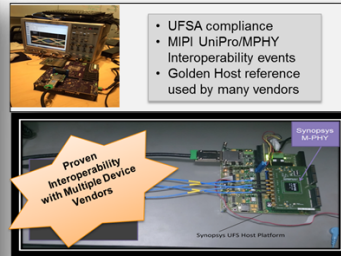 • UFSA compliance
• MIPI UniPro/MPHY
Interoperability events
• Golden Host reference
used by many vendors
Synopsys
M-PHY
Proven
Interoperability
with Multiple Device
Vendors
Synopsys UFS Host Platform